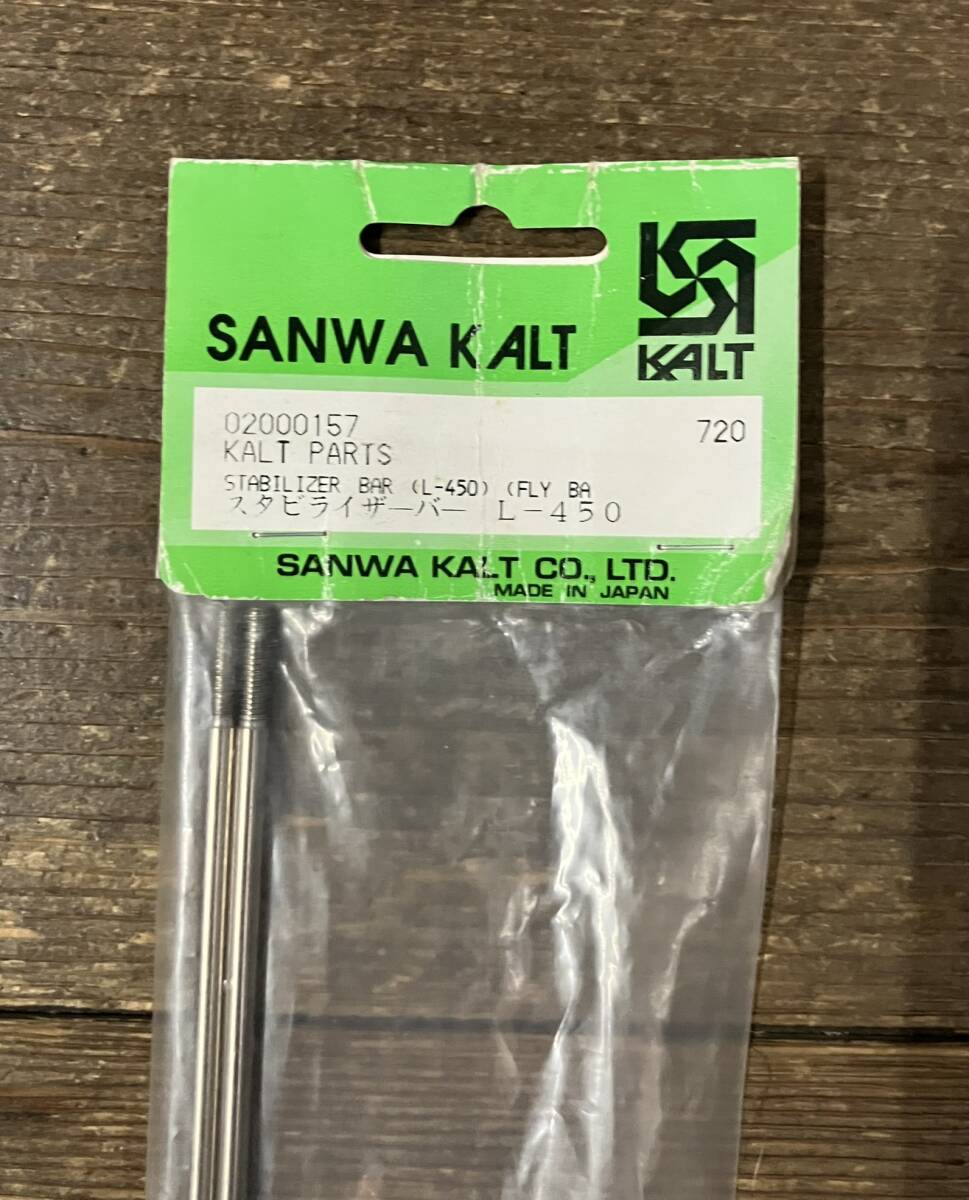 SANWA KALT
KALT
02000157 720
KALT PARTS
STABILIZER BAR (L-450) (FLY BA
スタビライザーバー L-450
SANWA KALT CO., LTD.
MADE IN JAPAN